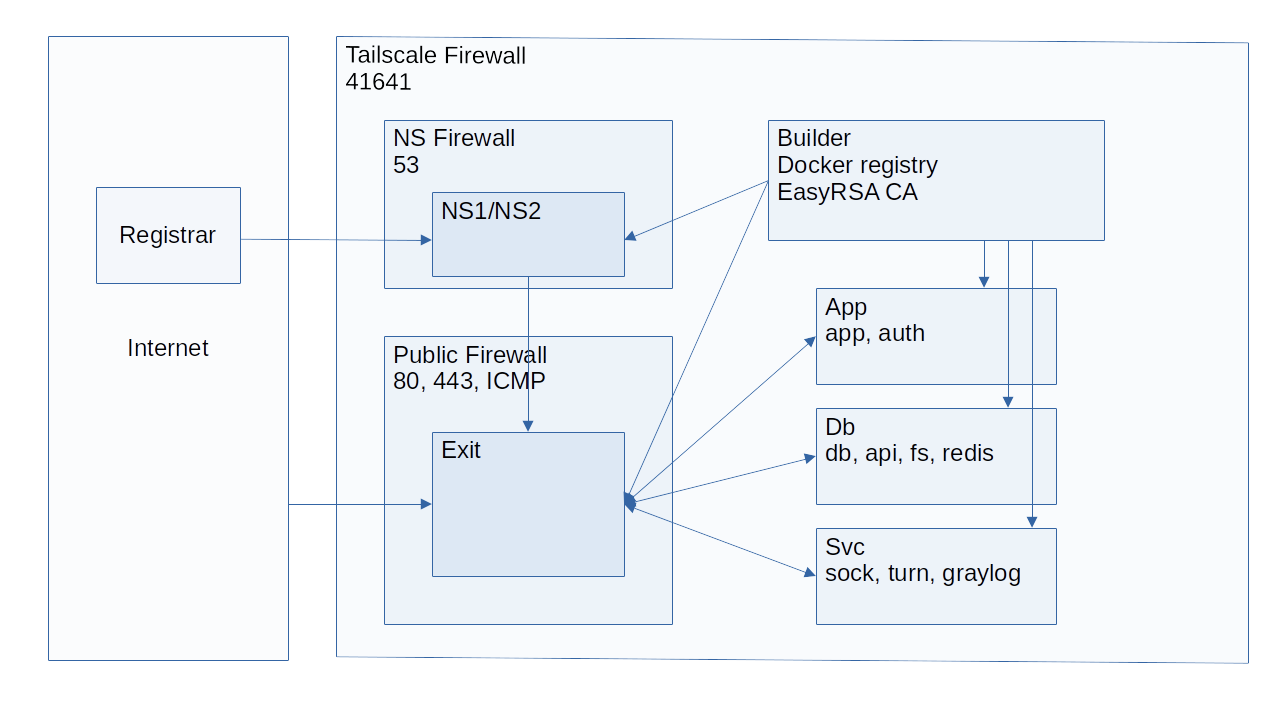 Tailscale Firewall
41641
NS Firewall
53
NS1/NS2
Builder
Docker registry
EasyRSA CA
Registrar
Internet
Public Firewall
80, 443, ICMP
Exit
App
app, auth
Db
db, api, fs, redis
Svc
sock, turn, graylog